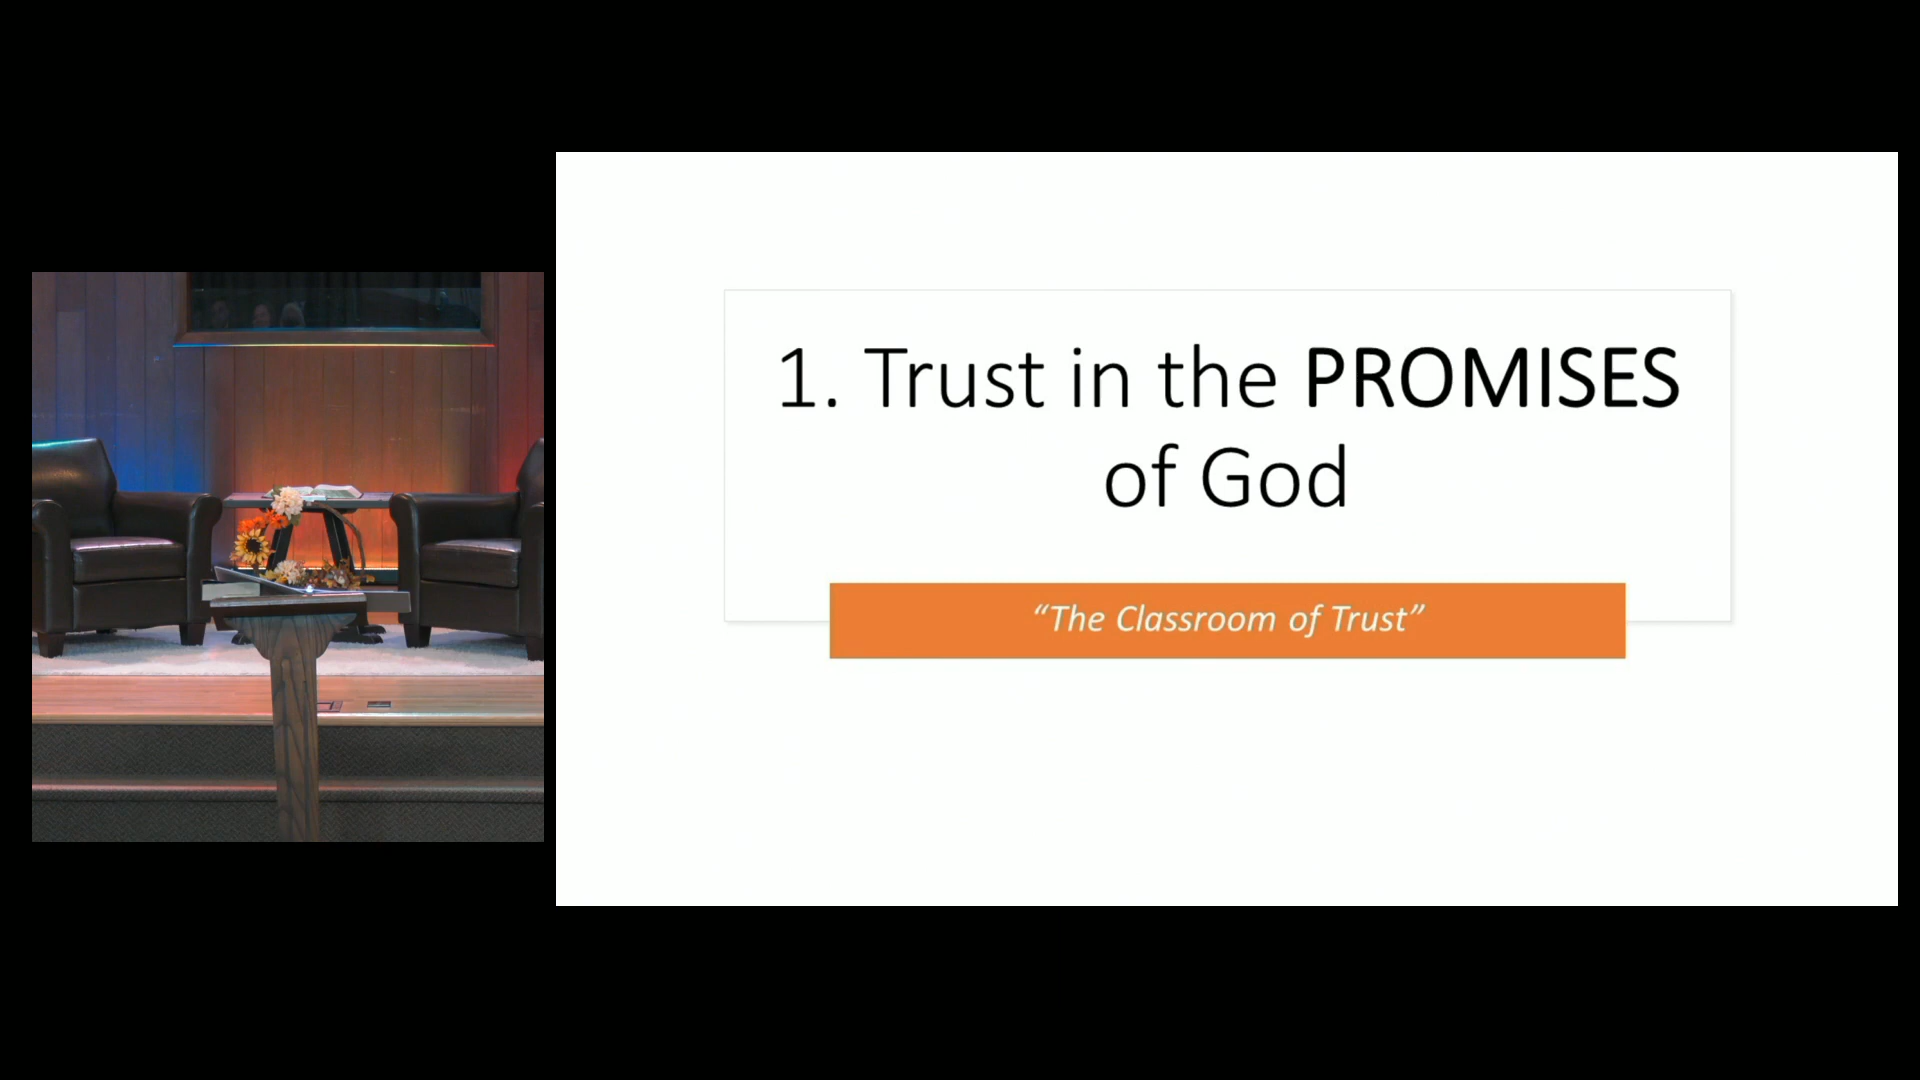 1. Trust in the PROMISES
of God
“The Classroom of Trust”